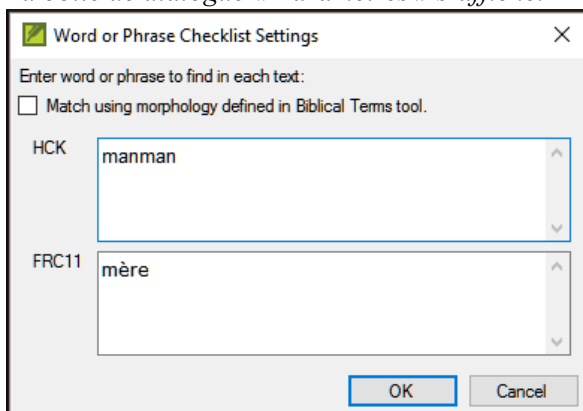 Word or Phrase Checklist Settings
Enter word or phrase to find in each text:
Match using morphology defined in Biblical Terms tool.
HCK
manman
FRC11
mère
OK Cancel